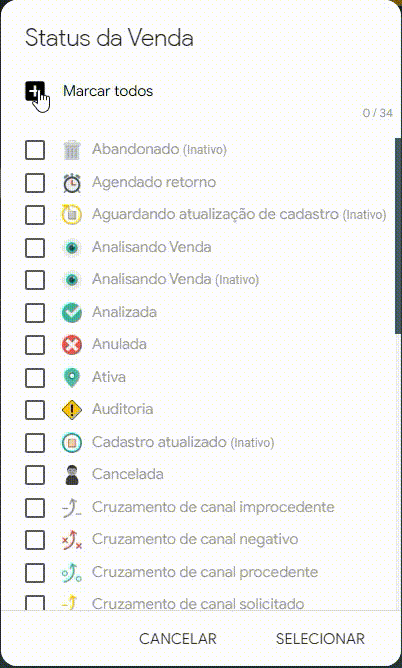 Status da Venda
Marcar todos
0 / 34
Abandonado (Inativo)
Agendado retorno
Aguardando atualização de cadastro (Inativo)
Analisando Venda
Analisando Venda (Inativo)
Analizada
Anulada
Ativa
Auditoria
Cadastro atualizado (Inativo)
Cancelada
Cruzamento de canal improcedente
Cruzamento de canal negativo
Cruzamento de canal procedente
Cruzamento de canal solicitado
CANCELAR SELECIONAR